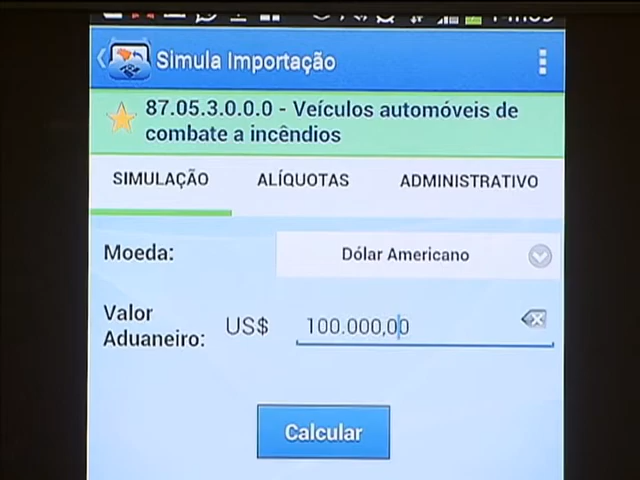 Simula Importação
87.05.3.0.0.0 - Veículos automóveis de
combate a incêndios
SIMULAÇÃO ALÍQUOTAS ADMINISTRATIVO
Moeda: Dólar Americano
Valor
Aduaneiro: US$ 100.000,00
Calcular